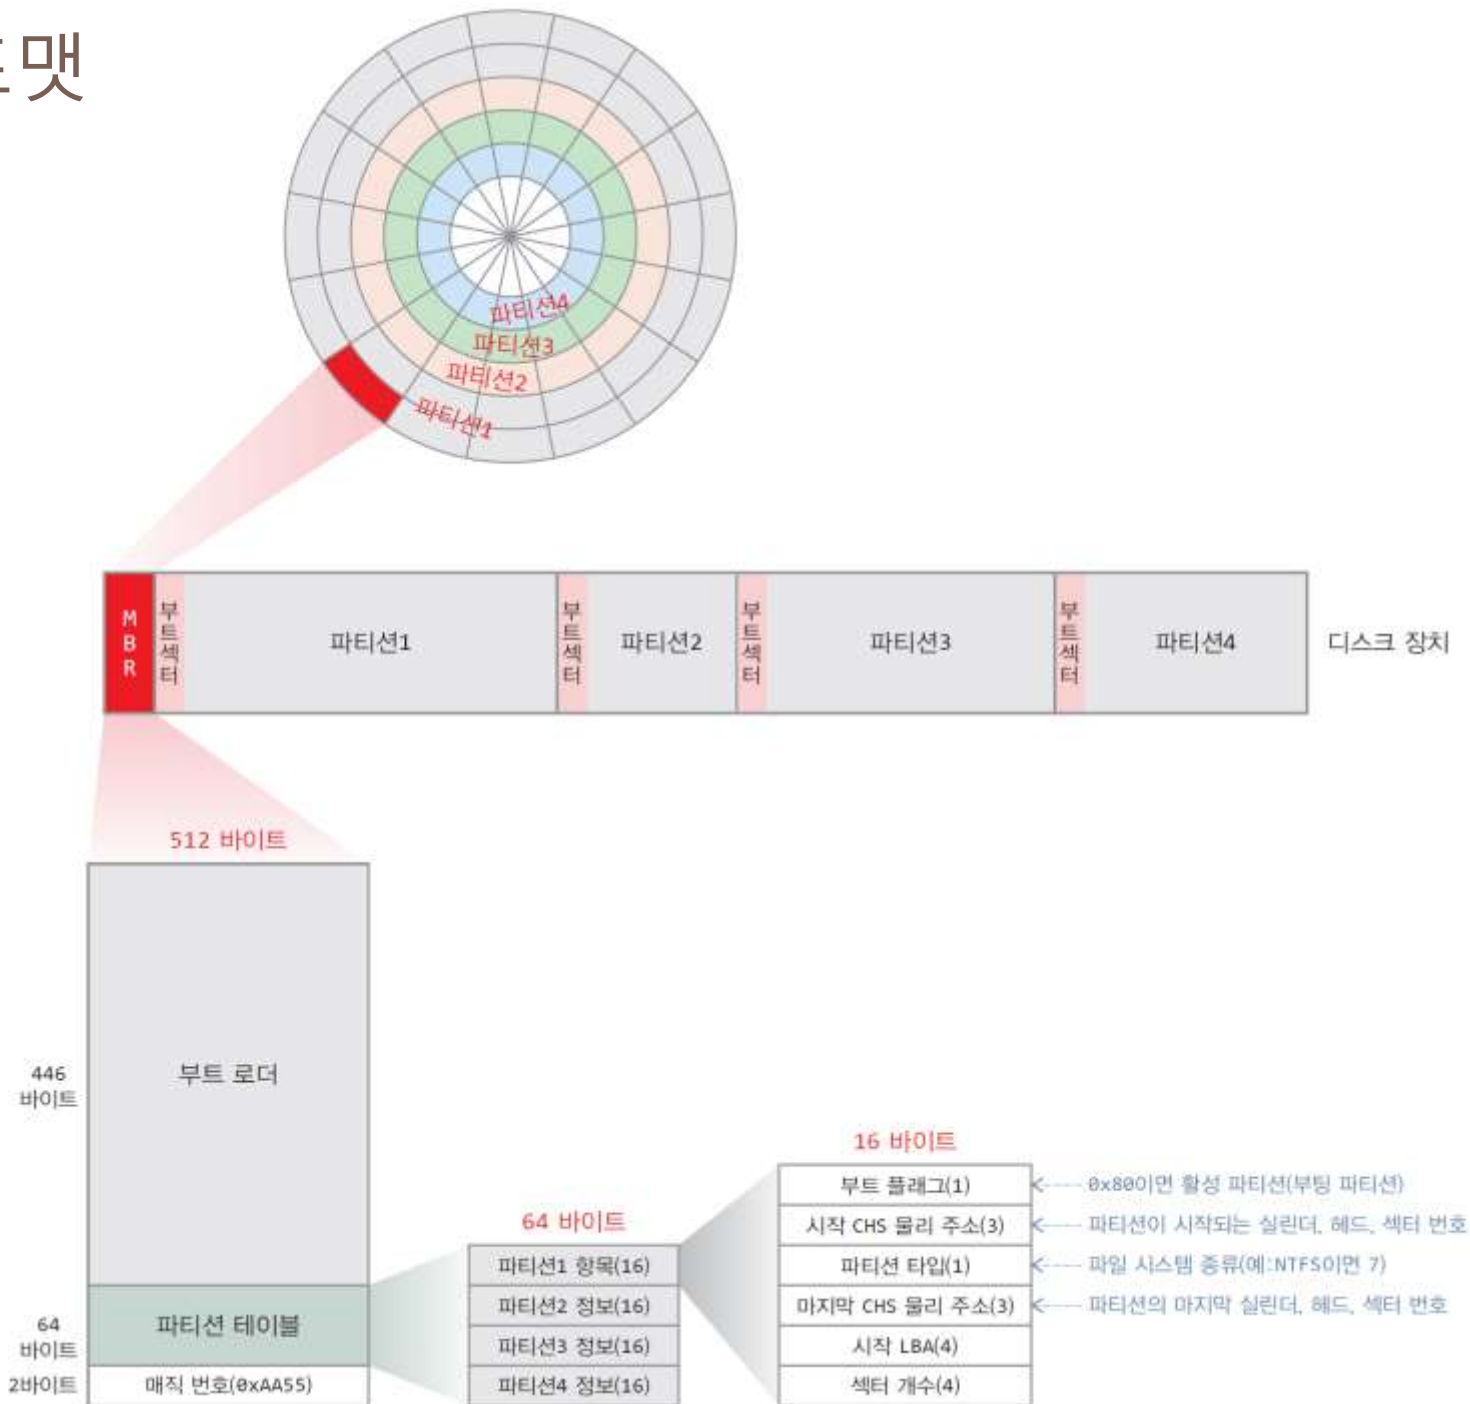 맷
파티션4
파티션3
파티션2
파티션1
MBR
부트섹터
파티션1
부트섹터
파티션2
부트섹터
파티션3
부트섹터
파티션4
디스크 장치
512 바이트
446
바이트
부트 로더
64
바이트
파티션 테이블
2바이트
매직 번호(0xAA55)
64 바이트
파티션1 항목(16)
파티션2 정보(16)
파티션3 정보(16)
파티션4 정보(16)
16 바이트
부트 플래그(1)
0x80이면 활성 파티션(부팅 파티션)
시작 CHS 물리 주소(3)
파티션이 시작되는 실린더, 헤드, 섹터 번호
파티션 타입(1)
파일 시스템 종류(예:NTFS이면 7)
마지막 CHS 물리 주소(3)
파티션의 마지막 실린더, 헤드, 섹터 번호
시작 LBA(4)
섹터 개수(4)